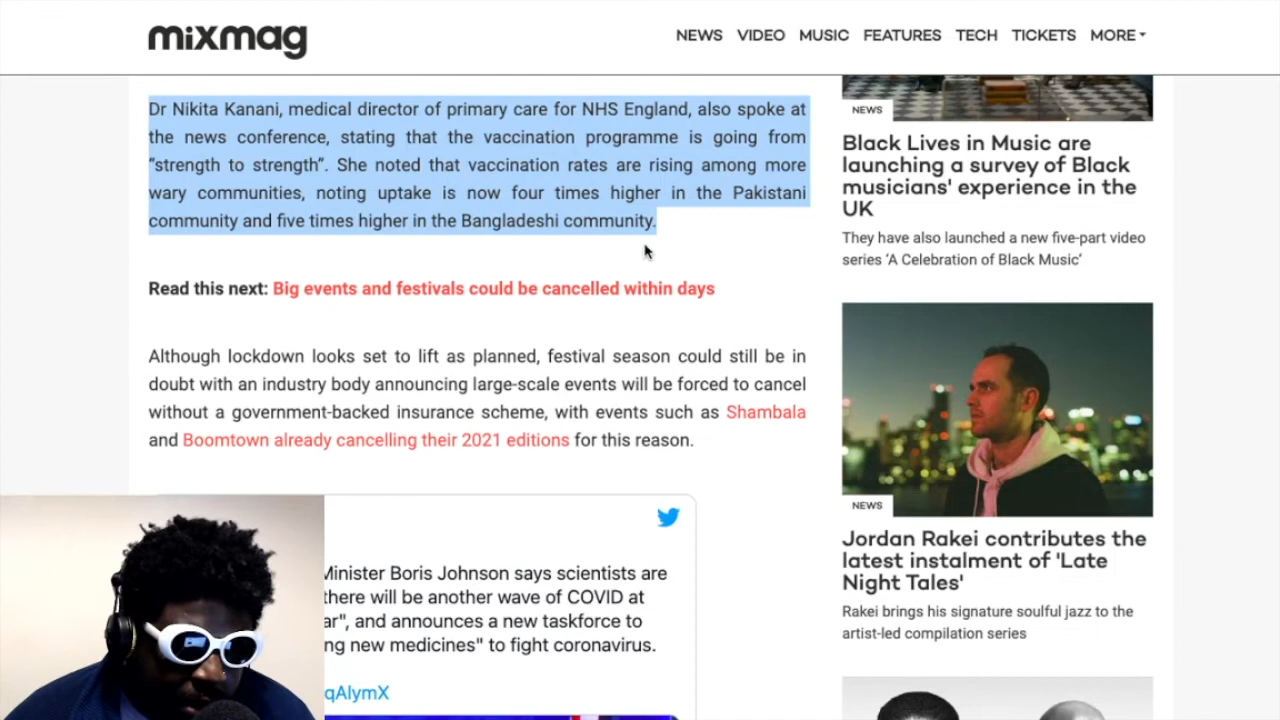 mixmag
NEWS VIDEO MUSIC FEATURES TECH TICKETS MORE
Dr Nikita Kanani, medical director of primary care for NHS England, also spoke at
the news conference, stating that the vaccination programme is going from
“strength to strength”. She noted that vaccination rates are rising among more
wary communities, noting uptake is now four times higher in the Pakistani
community and five times higher in the Bangladeshi community.
Read this next: Big events and festivals could be cancelled within days
Although lockdown looks set to lift as planned, festival season could still be in
doubt with an industry body announcing large-scale events will be forced to cancel
without a government-backed insurance scheme, with events such as Shambala
and Boomtown already cancelling their 2021 editions for this reason.
Minister Boris Johnson says scientists are
there will be another wave of COVID at
ar", and announces a new taskforce to
ng new medicines" to fight coronavirus.
qAlymX
NEWS
Black Lives in Music are
launching a survey of Black
musicians' experience in the
UK
They have also launched a new five-part video
series ‘A Celebration of Black Music’
NEWS
Jordan Rakei contributes the
latest instalment of 'Late
Night Tales'
Rakei brings his signature soulful jazz to the
artist-led compilation series